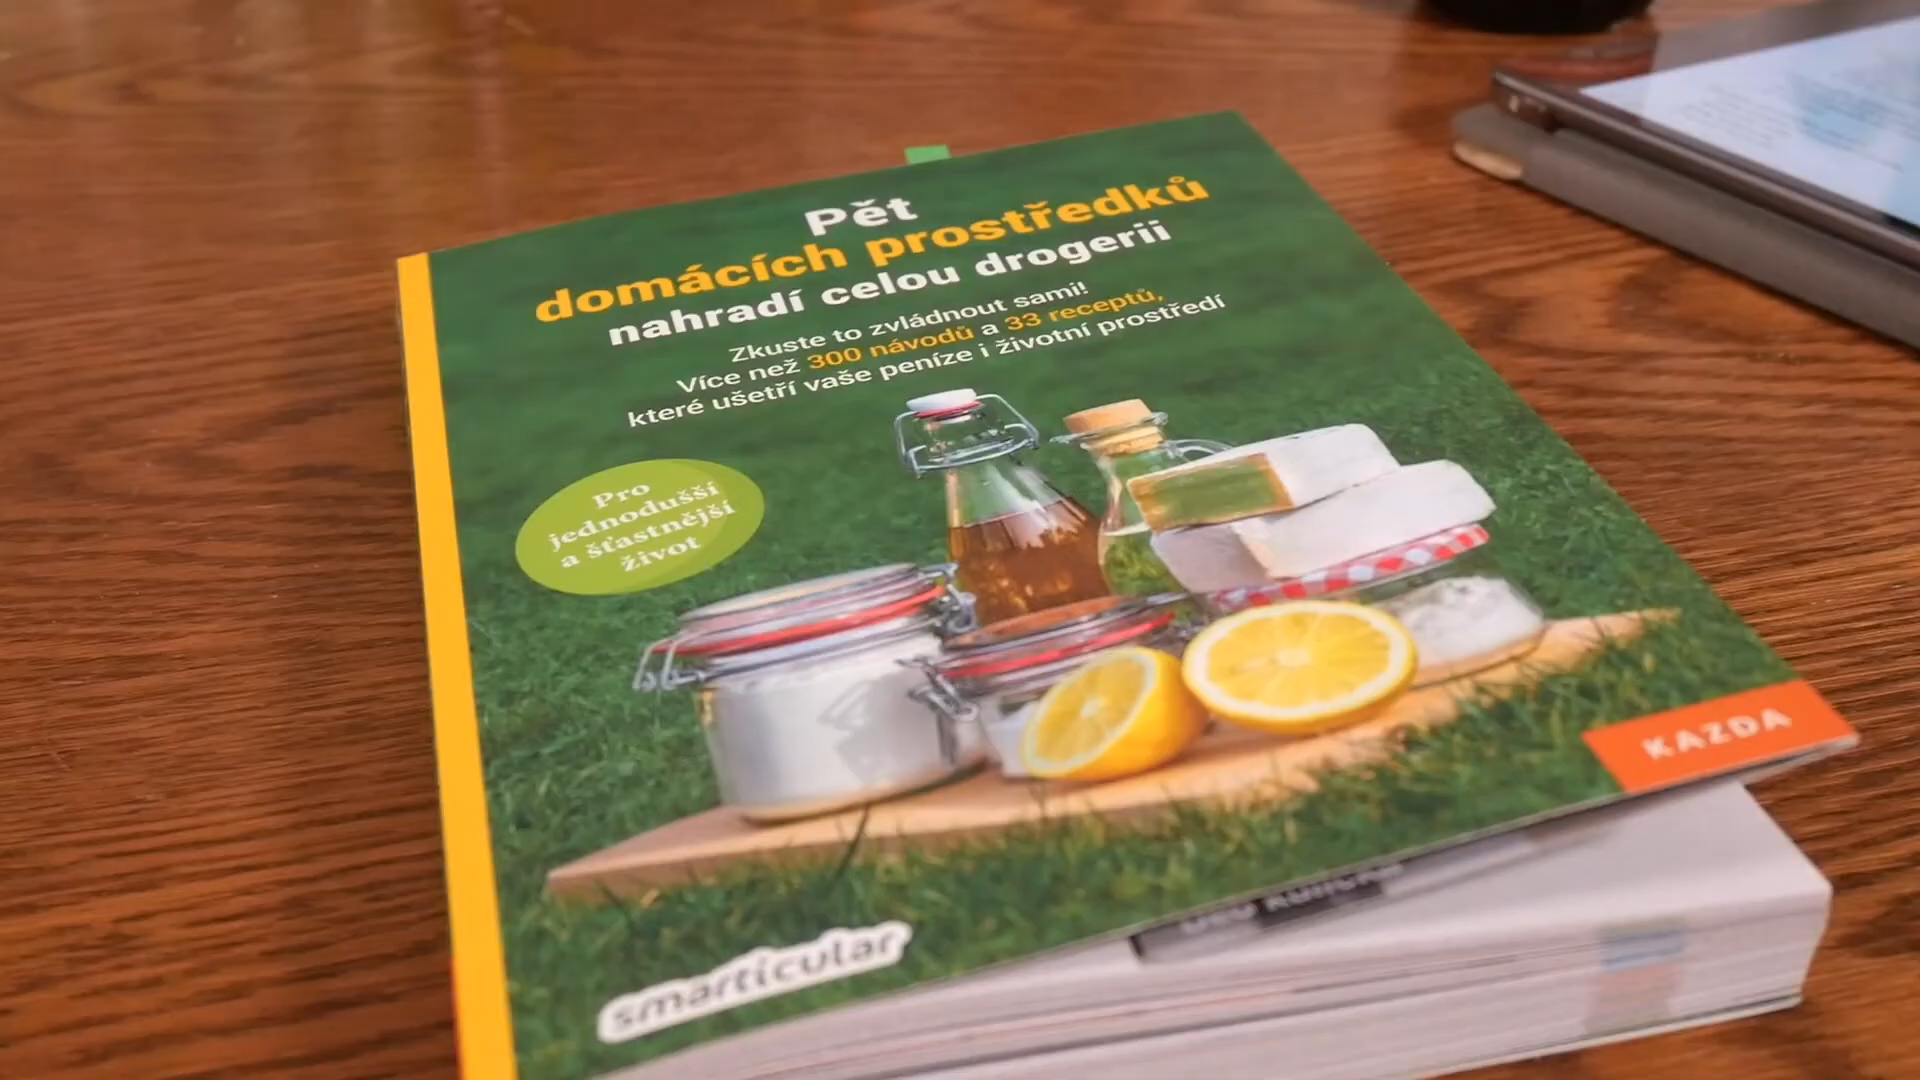 Pět
domácích prostředků
nahradí celou drogerii
Zkuste to zvládnout sami!
Více než 300 návodů a 33 receptů,
které ušetří vaše peníze i životní prostředí
Pro
jednodušší
a šťastnější
život
KAZDA
smarticular